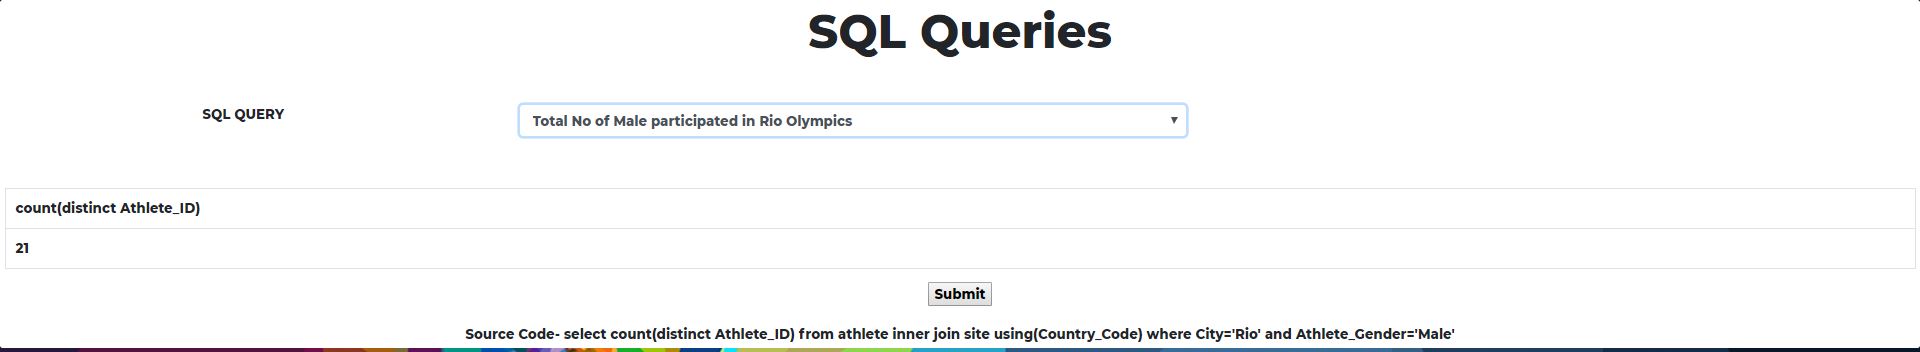 SQL Queries
SQL QUERY
Total No of Male participated in Rio Olympics
count(distinct Athlete_ID)
21
Submit
Source Code- select count(distinct Athlete_ID) from athlete inner join site using(Country_Code) where City='Rio' and Athlete_Gender='Male'